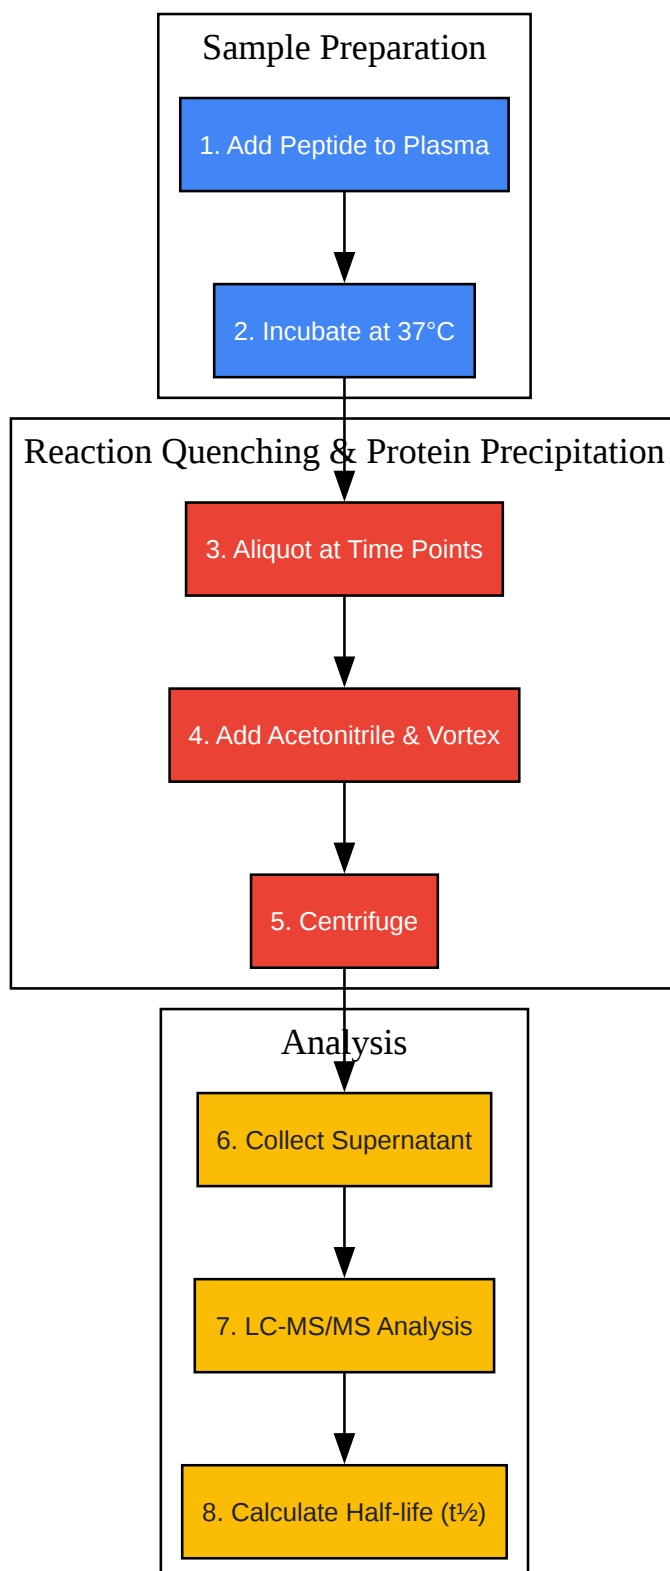 Sample Preparation
1. Add Peptide to Plasma
2. Incubate at 37°C
Reaction Quenching & Protein Precipitation
3. Aliquot at Time Points
4. Add Acetonitrile & Vortex
5. Centrifuge
Analysis
6. Collect Supernatant
7. LC-MS/MS Analysis
8. Calculate Half-life (t½)